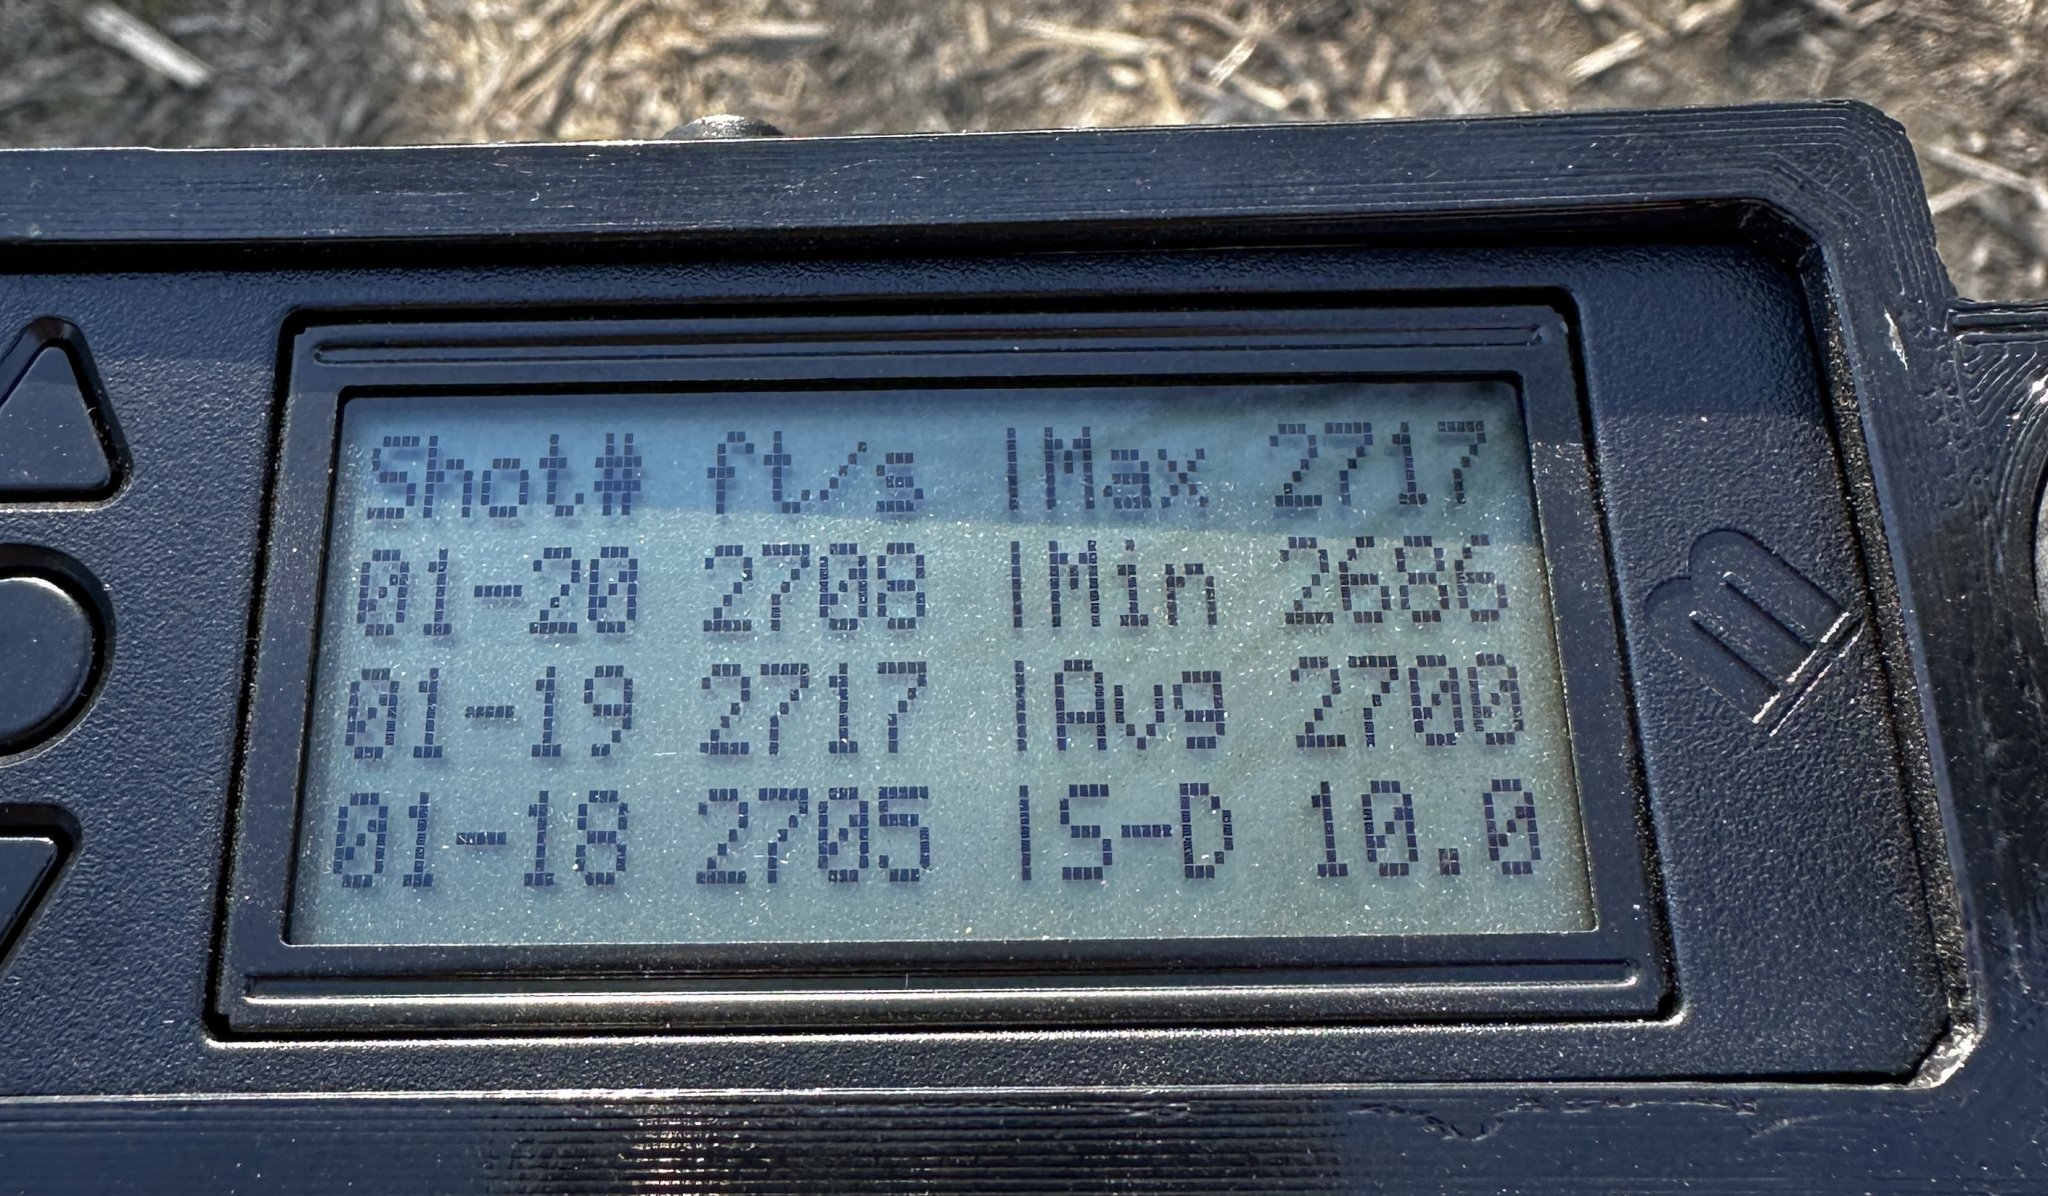 Shot# ft/s |Max 2717
01-20 2708 |Min 2686
01-19 2717 |Avg 2700
01-18 2705 |S-D 10.0